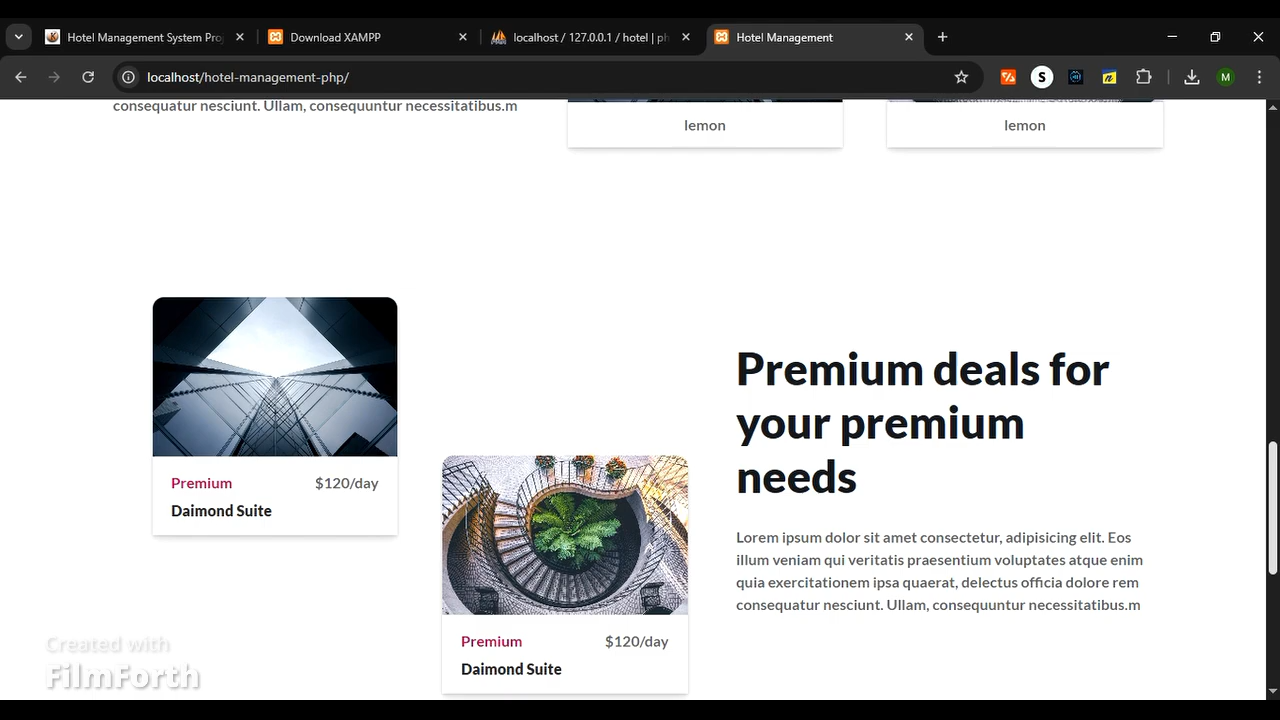 Hotel Management System Pro
Download XAMPP
localhost / 127.0.0.1 / hotel | ph
Hotel Management
localhost/hotel-management-php/
S
n
M
consequatur nesciunt. Ullam, consequuntur necessitatibus.m
lemon
lemon
Premium $120/day
Daimond Suite
Premium $120/day
Daimond Suite
Premium deals for
your premium
needs
Lorem ipsum dolor sit amet consectetur, adipisicing elit. Eos
illum veniam qui veritatis praesentium voluptates atque enim
quia exercitationem ipsa quaerat, delectus officia dolore rem
consequatur nesciunt. Ullam, consequuntur necessitatibus.m
Created with
FilmForth